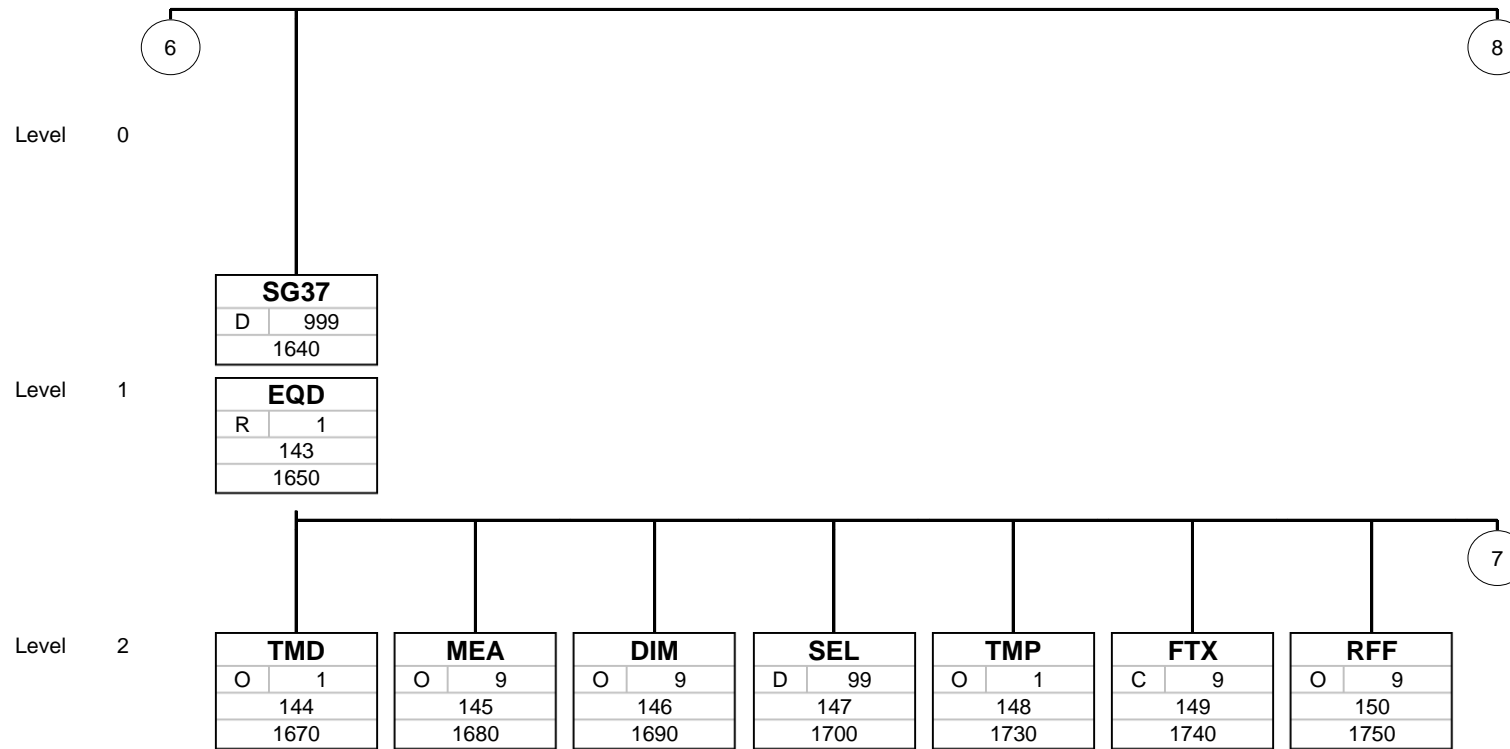 6
8
Level 0
SG37
D 999
1640
Level 1
EQD
R 1
143
1650
7
Level 2
TMD
O 1
144
1670
MEA
O 9
145
1680
DIM
O 9
146
1690
SEL
D 99
147
1700
TMP
O 1
148
1730
FTX
C 9
149
1740
RFF
O 9
150
1750